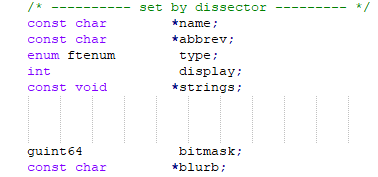 /* ---------- set by dissector --------- */
const char *name;
const char *abbrev;
enum ftenum type;
int display;
const void *strings;
guint64 bitmask;
const char *blurb;